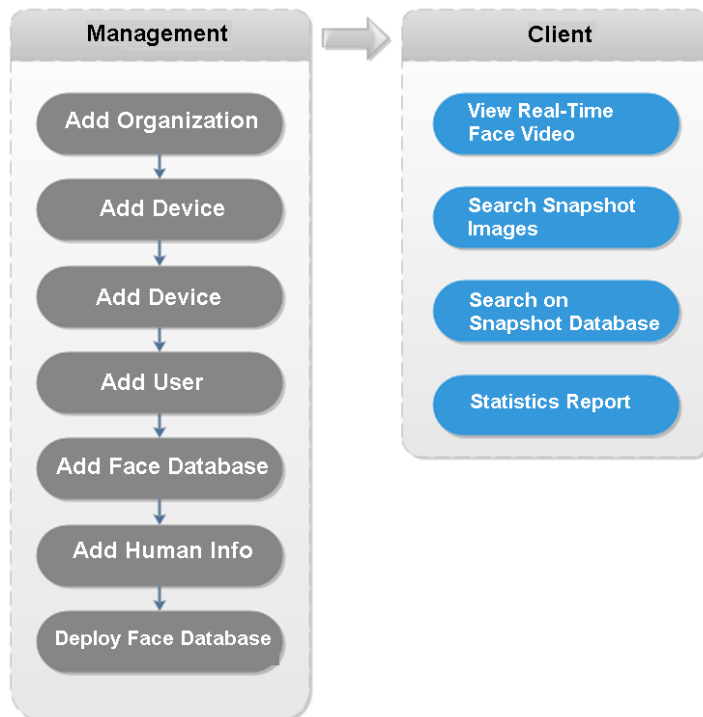 Management
Add Organization
Add Device
Add Device
Add User
Add Face Database
Add Human Info
Deploy Face Database
Client
View Real-Time
Face Video
Search Snapshot
Images
Search on
Snapshot Database
Statistics Report